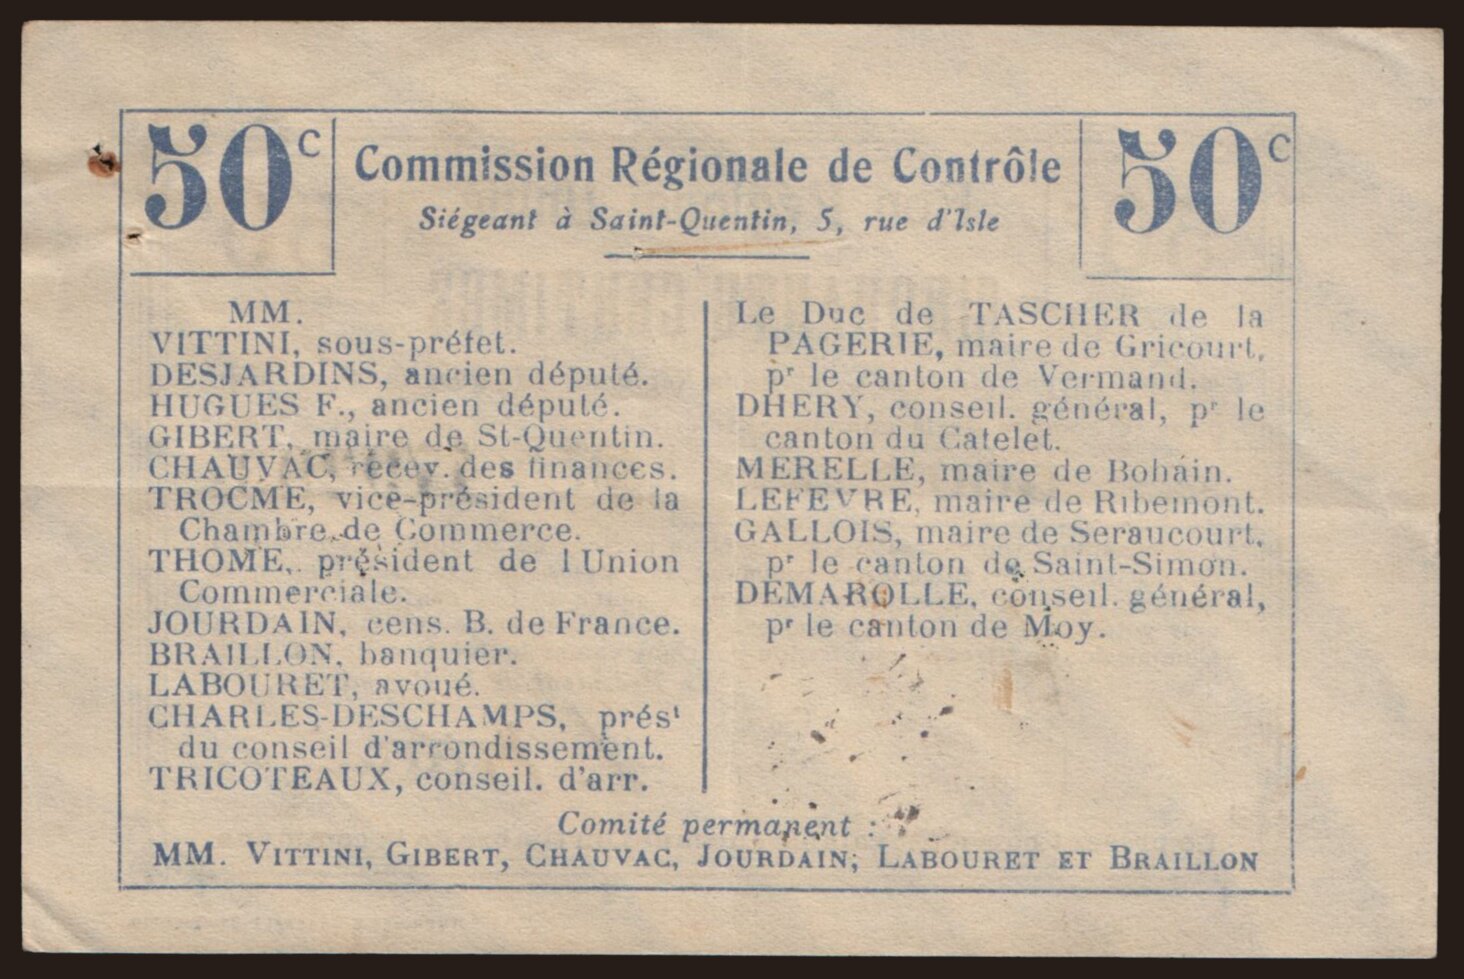 50c
Commission Régionale de Contrôle
50c
Siégeant à Saint-Quentin, 5, rue d'Isle
MM.
VITTINI, sous-préfet.
DESJARDINS, ancien député.
HUGUES F., ancien député.
GIBERT, maire de St-Quentin.
CHAUVAC, recev. des finances.
TROCME, vice-président de la
Chambre de Commerce.
THOME, président de l'Union
Commerciale.
JOURDAIN, cens. B. de France.
BRAILLON, banquier.
LABOURET, avoué.
CHARLES-DESCHAMPS, prést
du conseil d'arrondissement.
TRICOTEAUX, conseil. d'arr.
Le Duc de TASCHER de la
PAGERIE, maire de Gricourt,
pr le canton de Vermand.
DHERY, conseil. général, pr le
canton du Catelet.
MERELLE, maire de Bohain.
LEFEVRE, maire de Ribemont.
GALLOIS, maire de Seraucourt,
pr le canton de Saint-Simon.
DEMAROLLE, conseil. général,
pr le canton de Moy.
Comité permanent :
MM. VITTINI, GIBERT, CHAUVAC, JOURDAIN; LABOURET ET BRAILLON